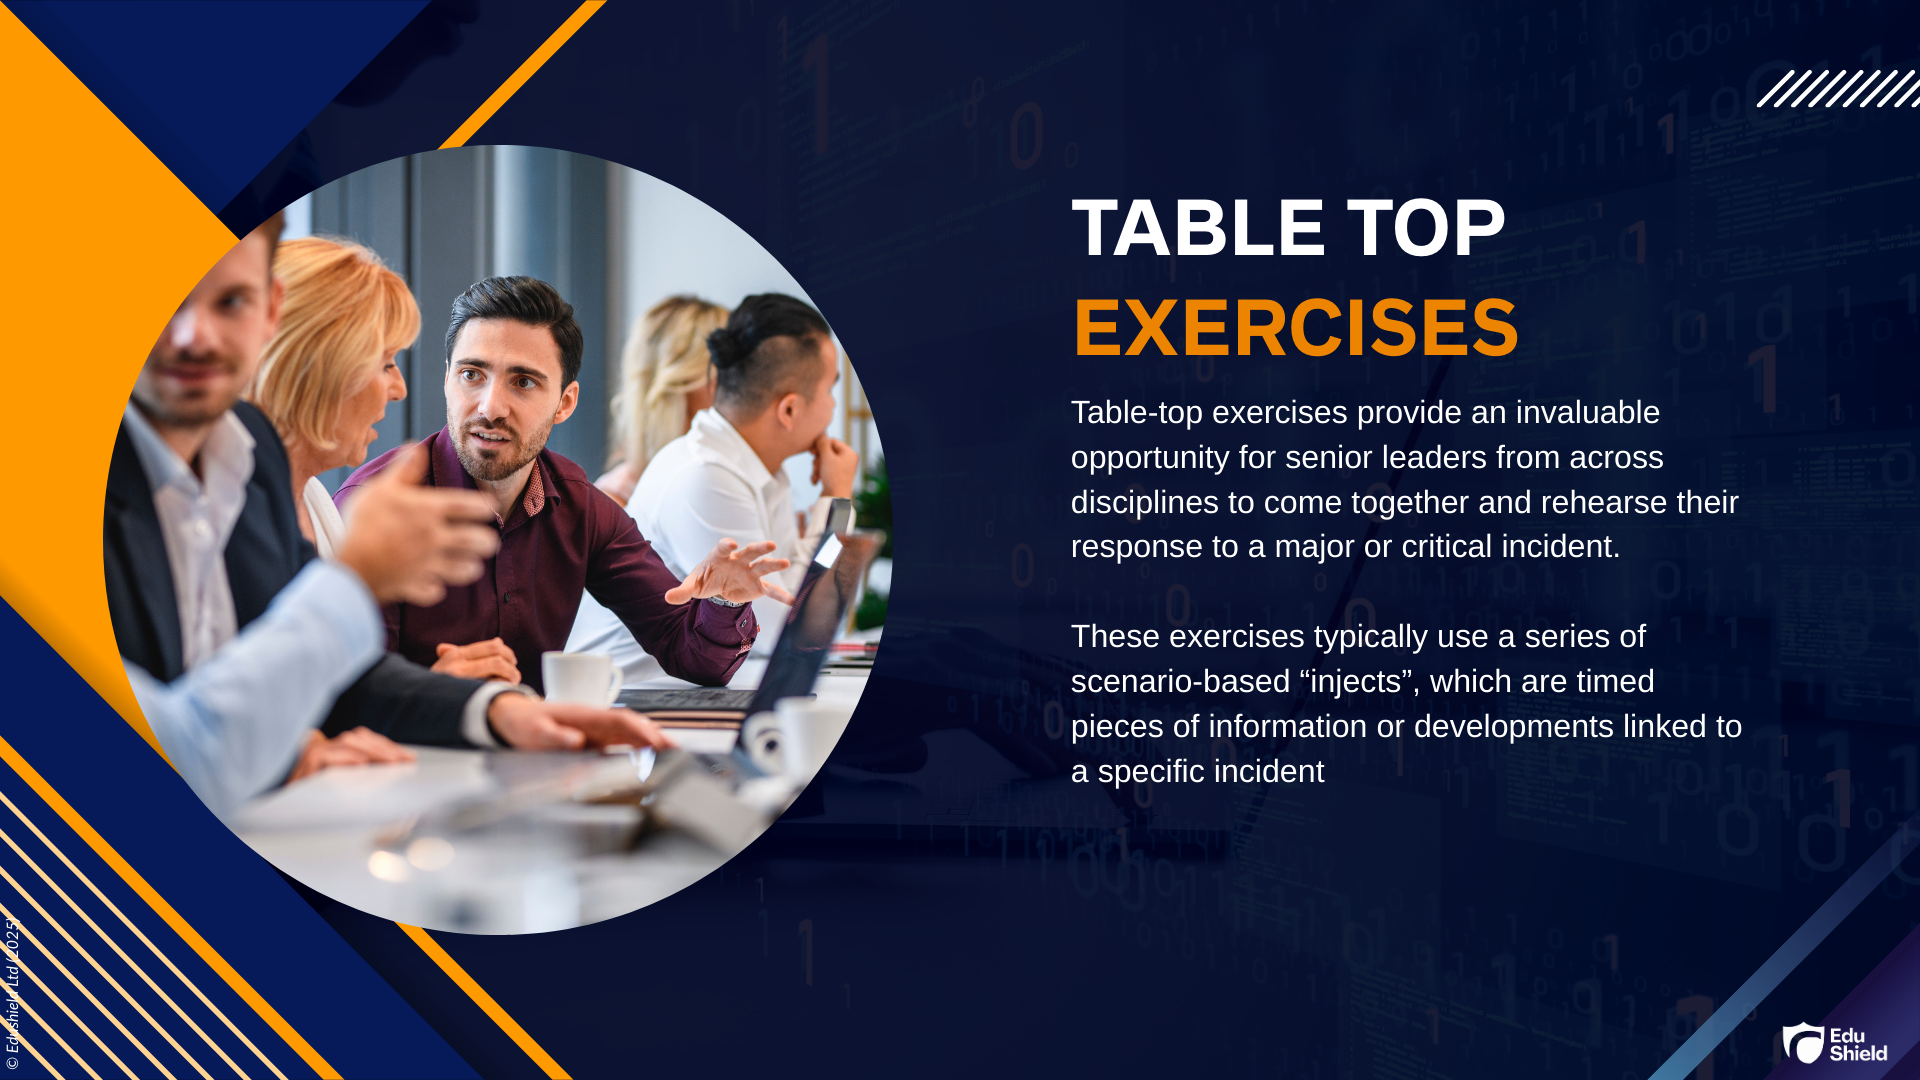 TABLE TOP
EXERCISES
Table-top exercises provide an invaluable
opportunity for senior leaders from across
disciplines to come together and rehearse their
response to a major or critical incident.
These exercises typically use a series of
scenario-based “injects”, which are timed
pieces of information or developments linked to
a specific incident
© Edushield Ltd (2025)
Edu
Shield